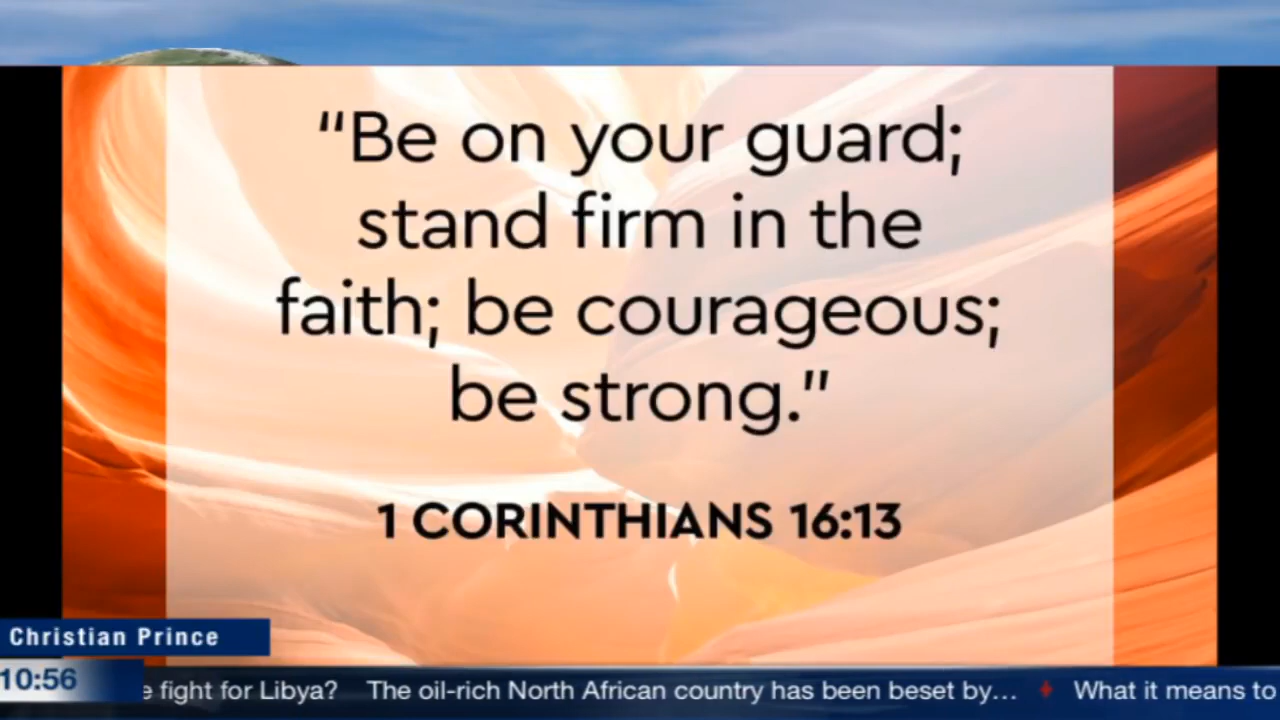 “Be on your guard;
stand firm in the
faith; be courageous;
be strong.”
1 CORINTHIANS 16:13
Christian Prince
10:56
e fight for Libya? The oil-rich North African country has been beset by... ♦ What it means to